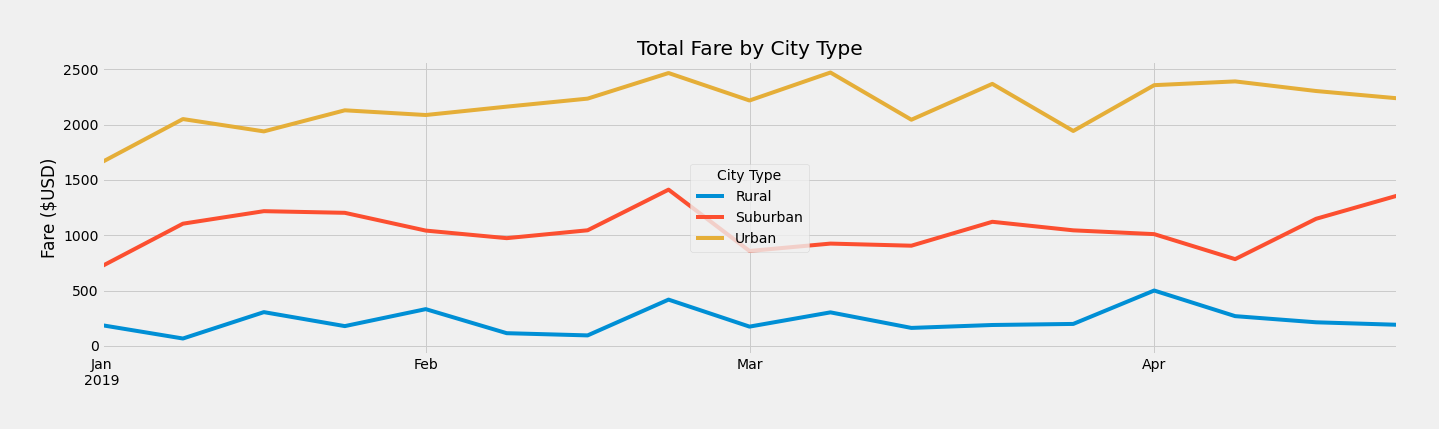 Total Fare by City Type
Fare ($USD)
2500
2000
1500
1000
500
0
City Type
Rural
Suburban
Urban
Jan Feb Mar Apr
2019